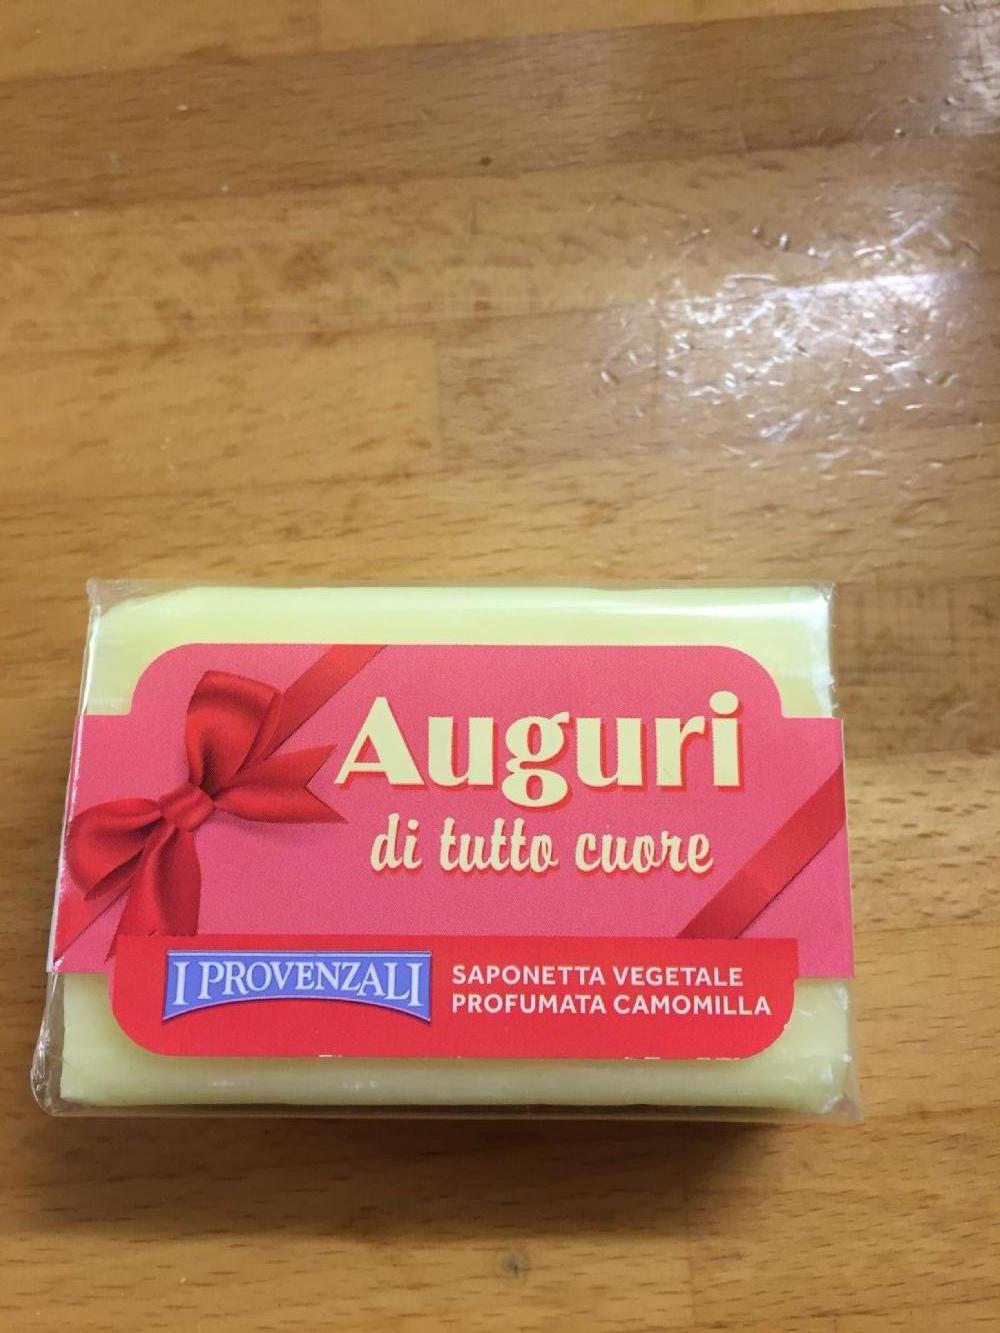 Auguri
di tutto cuore
I PROVENZALI
SAPONETTA VEGETALE
PROFUMATA CAMOMILLA